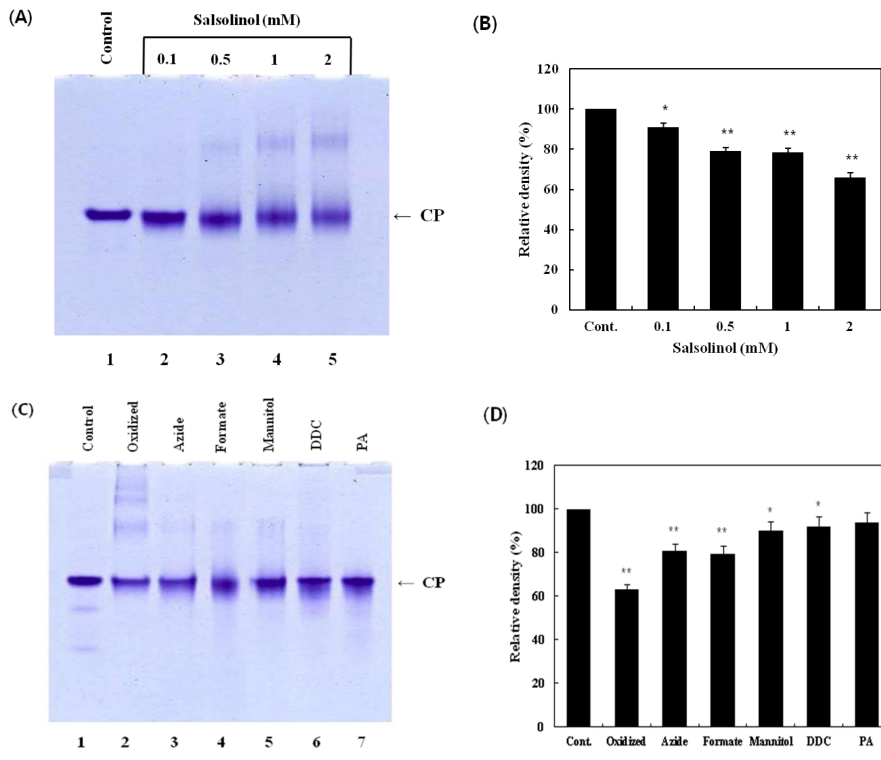 (A)
Control
Salsolinol (mM)
0.1 0.5 1 2
← CP
1 2 3 4 5
(B)
Relative density (%)
120
100
80
60
40
20
0
* ** ** **
Cont. 0.1 0.5 1 2
Salsolinol (mM)
(C)
Control Oxidized Azide Formate Mannitol DDC PA
← CP
1 2 3 4 5 6 7
(D)
Relative density (%)
120
100
80
60
40
20
0
** ** ** * *
Cont. Oxidized Azide Formate Mannitol DDC PA